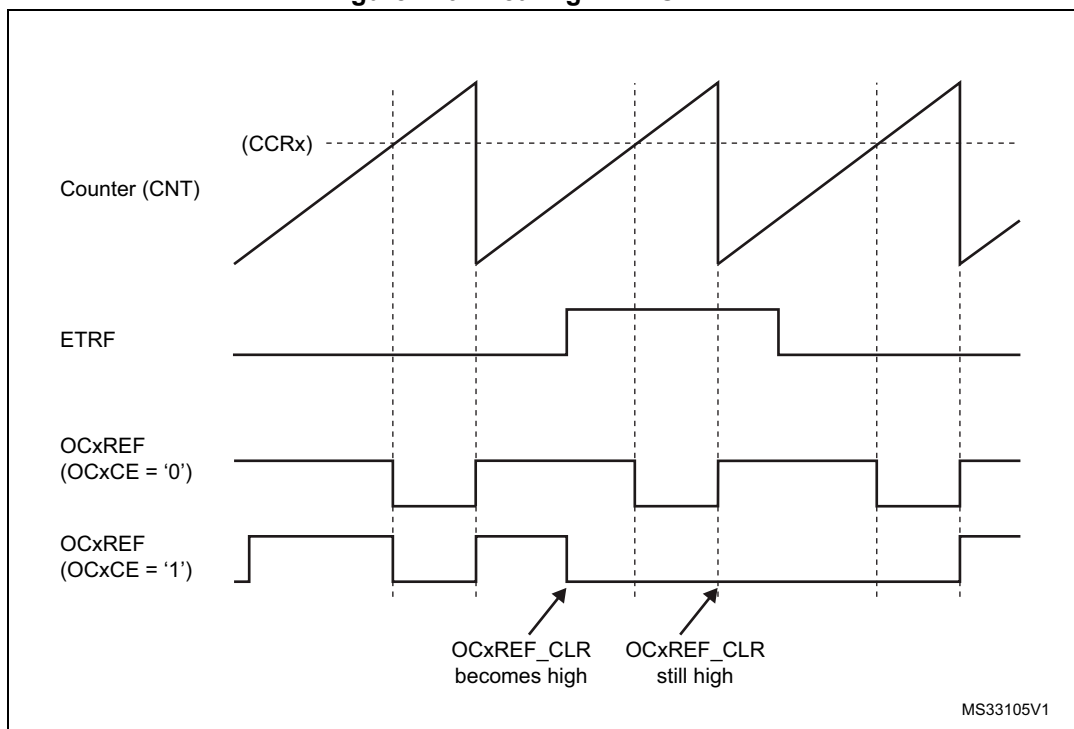 (CCRx)
Counter (CNT)
ETRF
OCxREF
(OCxCE = ‘0’)
OCxREF
(OCxCE = ‘1’)
OCxREF_CLR
becomes high
OCxREF_CLR
still high
MS33105V1